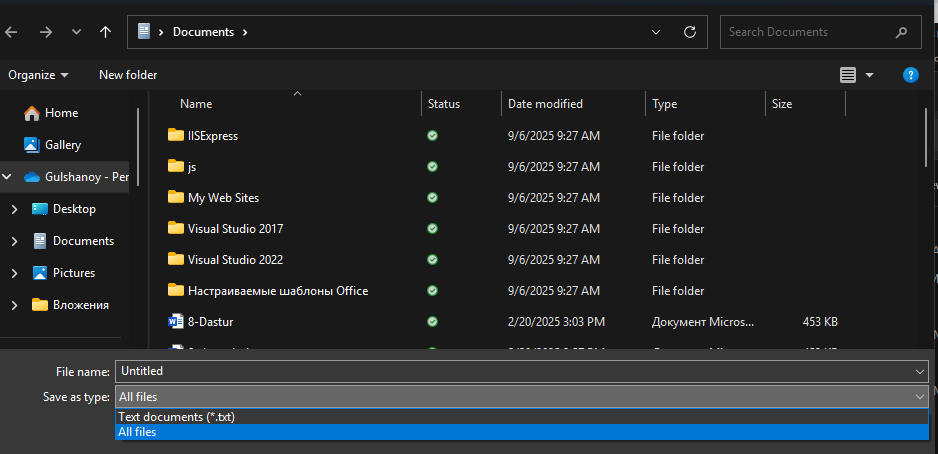 Documents
Search Documents
Organize
New folder
?
Name Status Date modified Type Size
Home
Gallery
Gulshanoy - Per
Desktop
Documents
Pictures
Вложения
IISExpress 9/6/2025 9:27 AM File folder
js 9/6/2025 9:27 AM File folder
My Web Sites 9/6/2025 9:27 AM File folder
Visual Studio 2017 9/6/2025 9:27 AM File folder
Visual Studio 2022 9/6/2025 9:27 AM File folder
Настраиваемые шаблоны Office 9/6/2025 9:27 AM File folder
8-Dastur 2/20/2025 3:03 PM Документ Micros... 453 KB
File name: Untitled
Save as type: All files
Text documents (*.txt)
All files